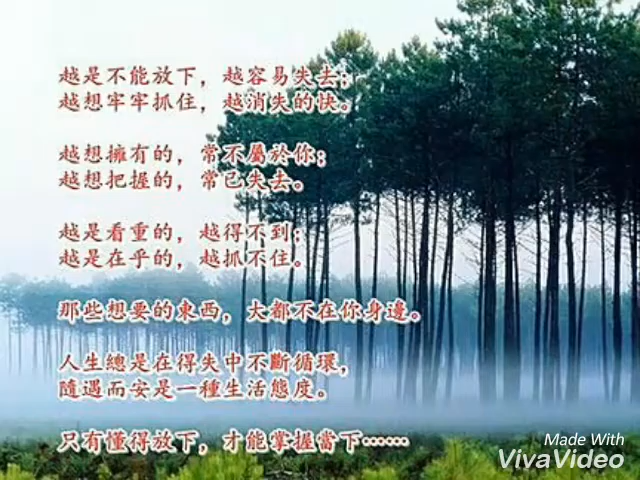 越是不能放下，越容易失去；
越想牢牢抓住，越消失的快。
越想擁有的，常不屬於你；
越想把握的，常已失去。
越是看重的，越得不到；
越是在乎的，越抓不住。
那些想要的東西，大都不在你身邊。
人生總是在得失中不斷循環，
隨遇而安是一種生活態度。
只有懂得放下，才能掌握當下……
Made With
VivaVideo